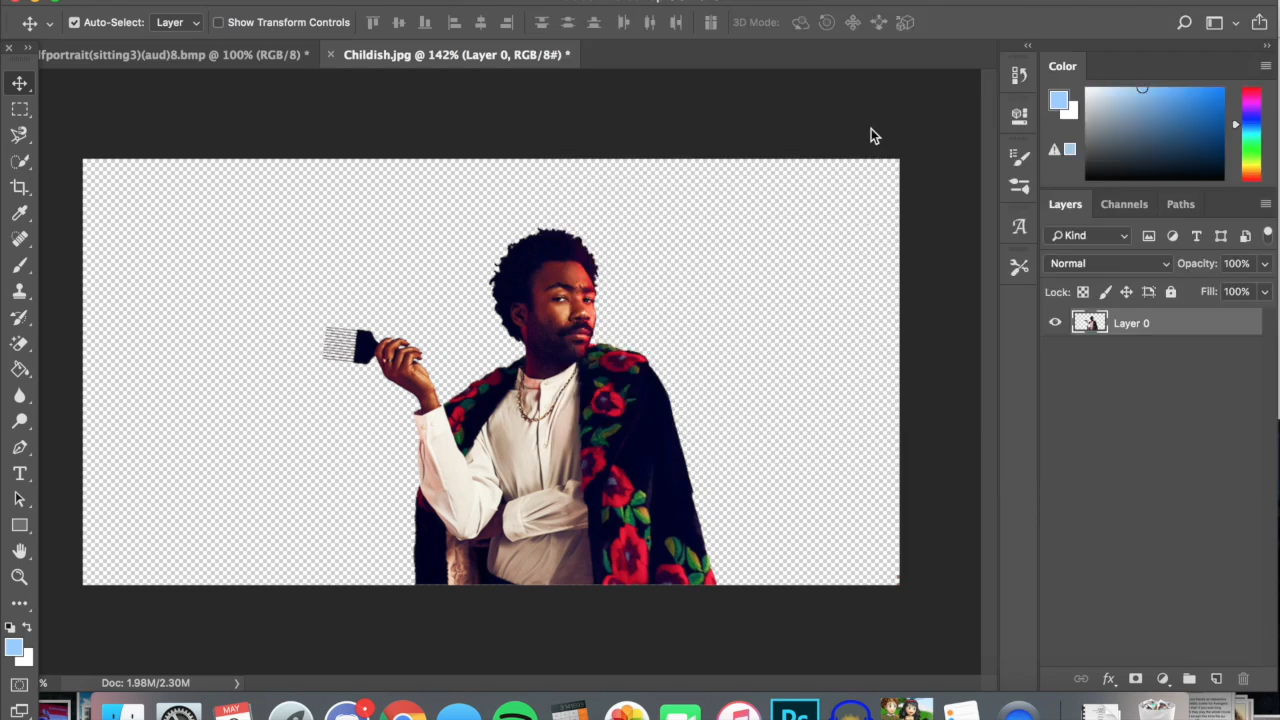 Auto-Select: Layer Show Transform Controls 3D Mode:
fportrait(sitting3)(aud)8.bmp @ 100% (RGB/8) * Childish.jpg @ 142% (Layer 0, RGB/8#) *
Color
Layers Channels Paths
Kind
Normal Opacity: 100%
Lock: Fill: 100%
Layer 0
% Doc: 1.98M/2.30M
MAY
Ps